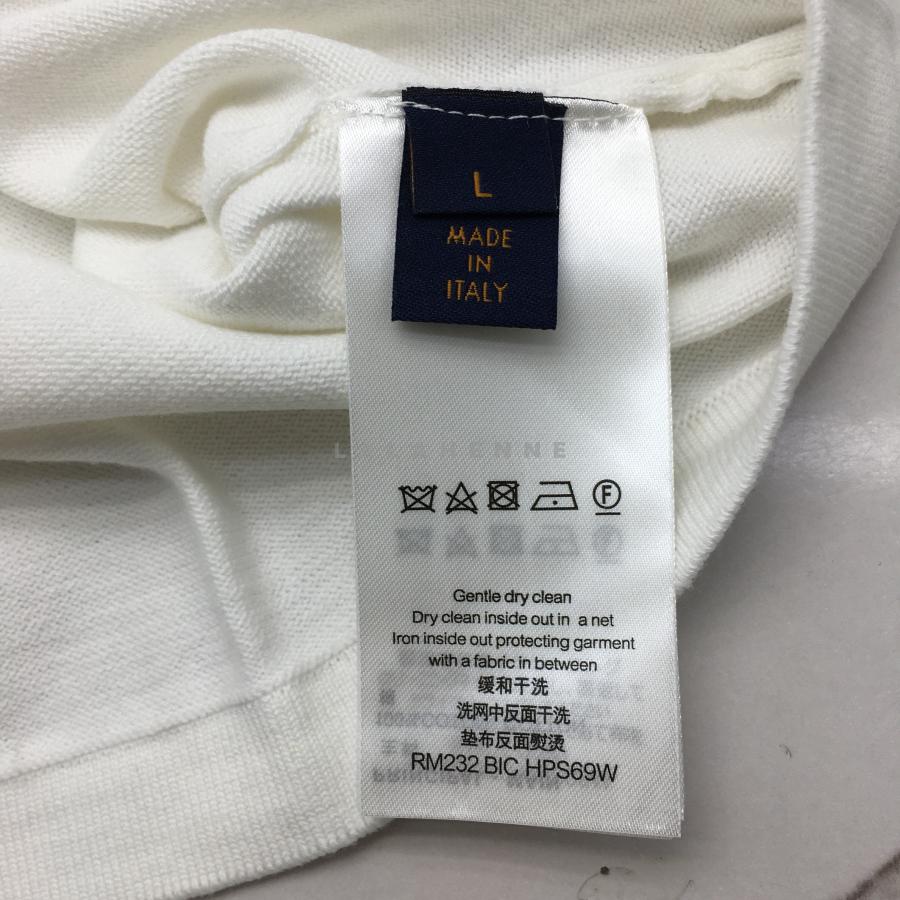 L
MADE
IN
ITALY
LALAHENNE
F
Gentle dry clean
Dry clean inside out in a net
Iron inside out protecting garment
with a fabric in between
缓和干洗
洗网中反面干洗
垫布反面熨烫
RM232 BIC HPS69W